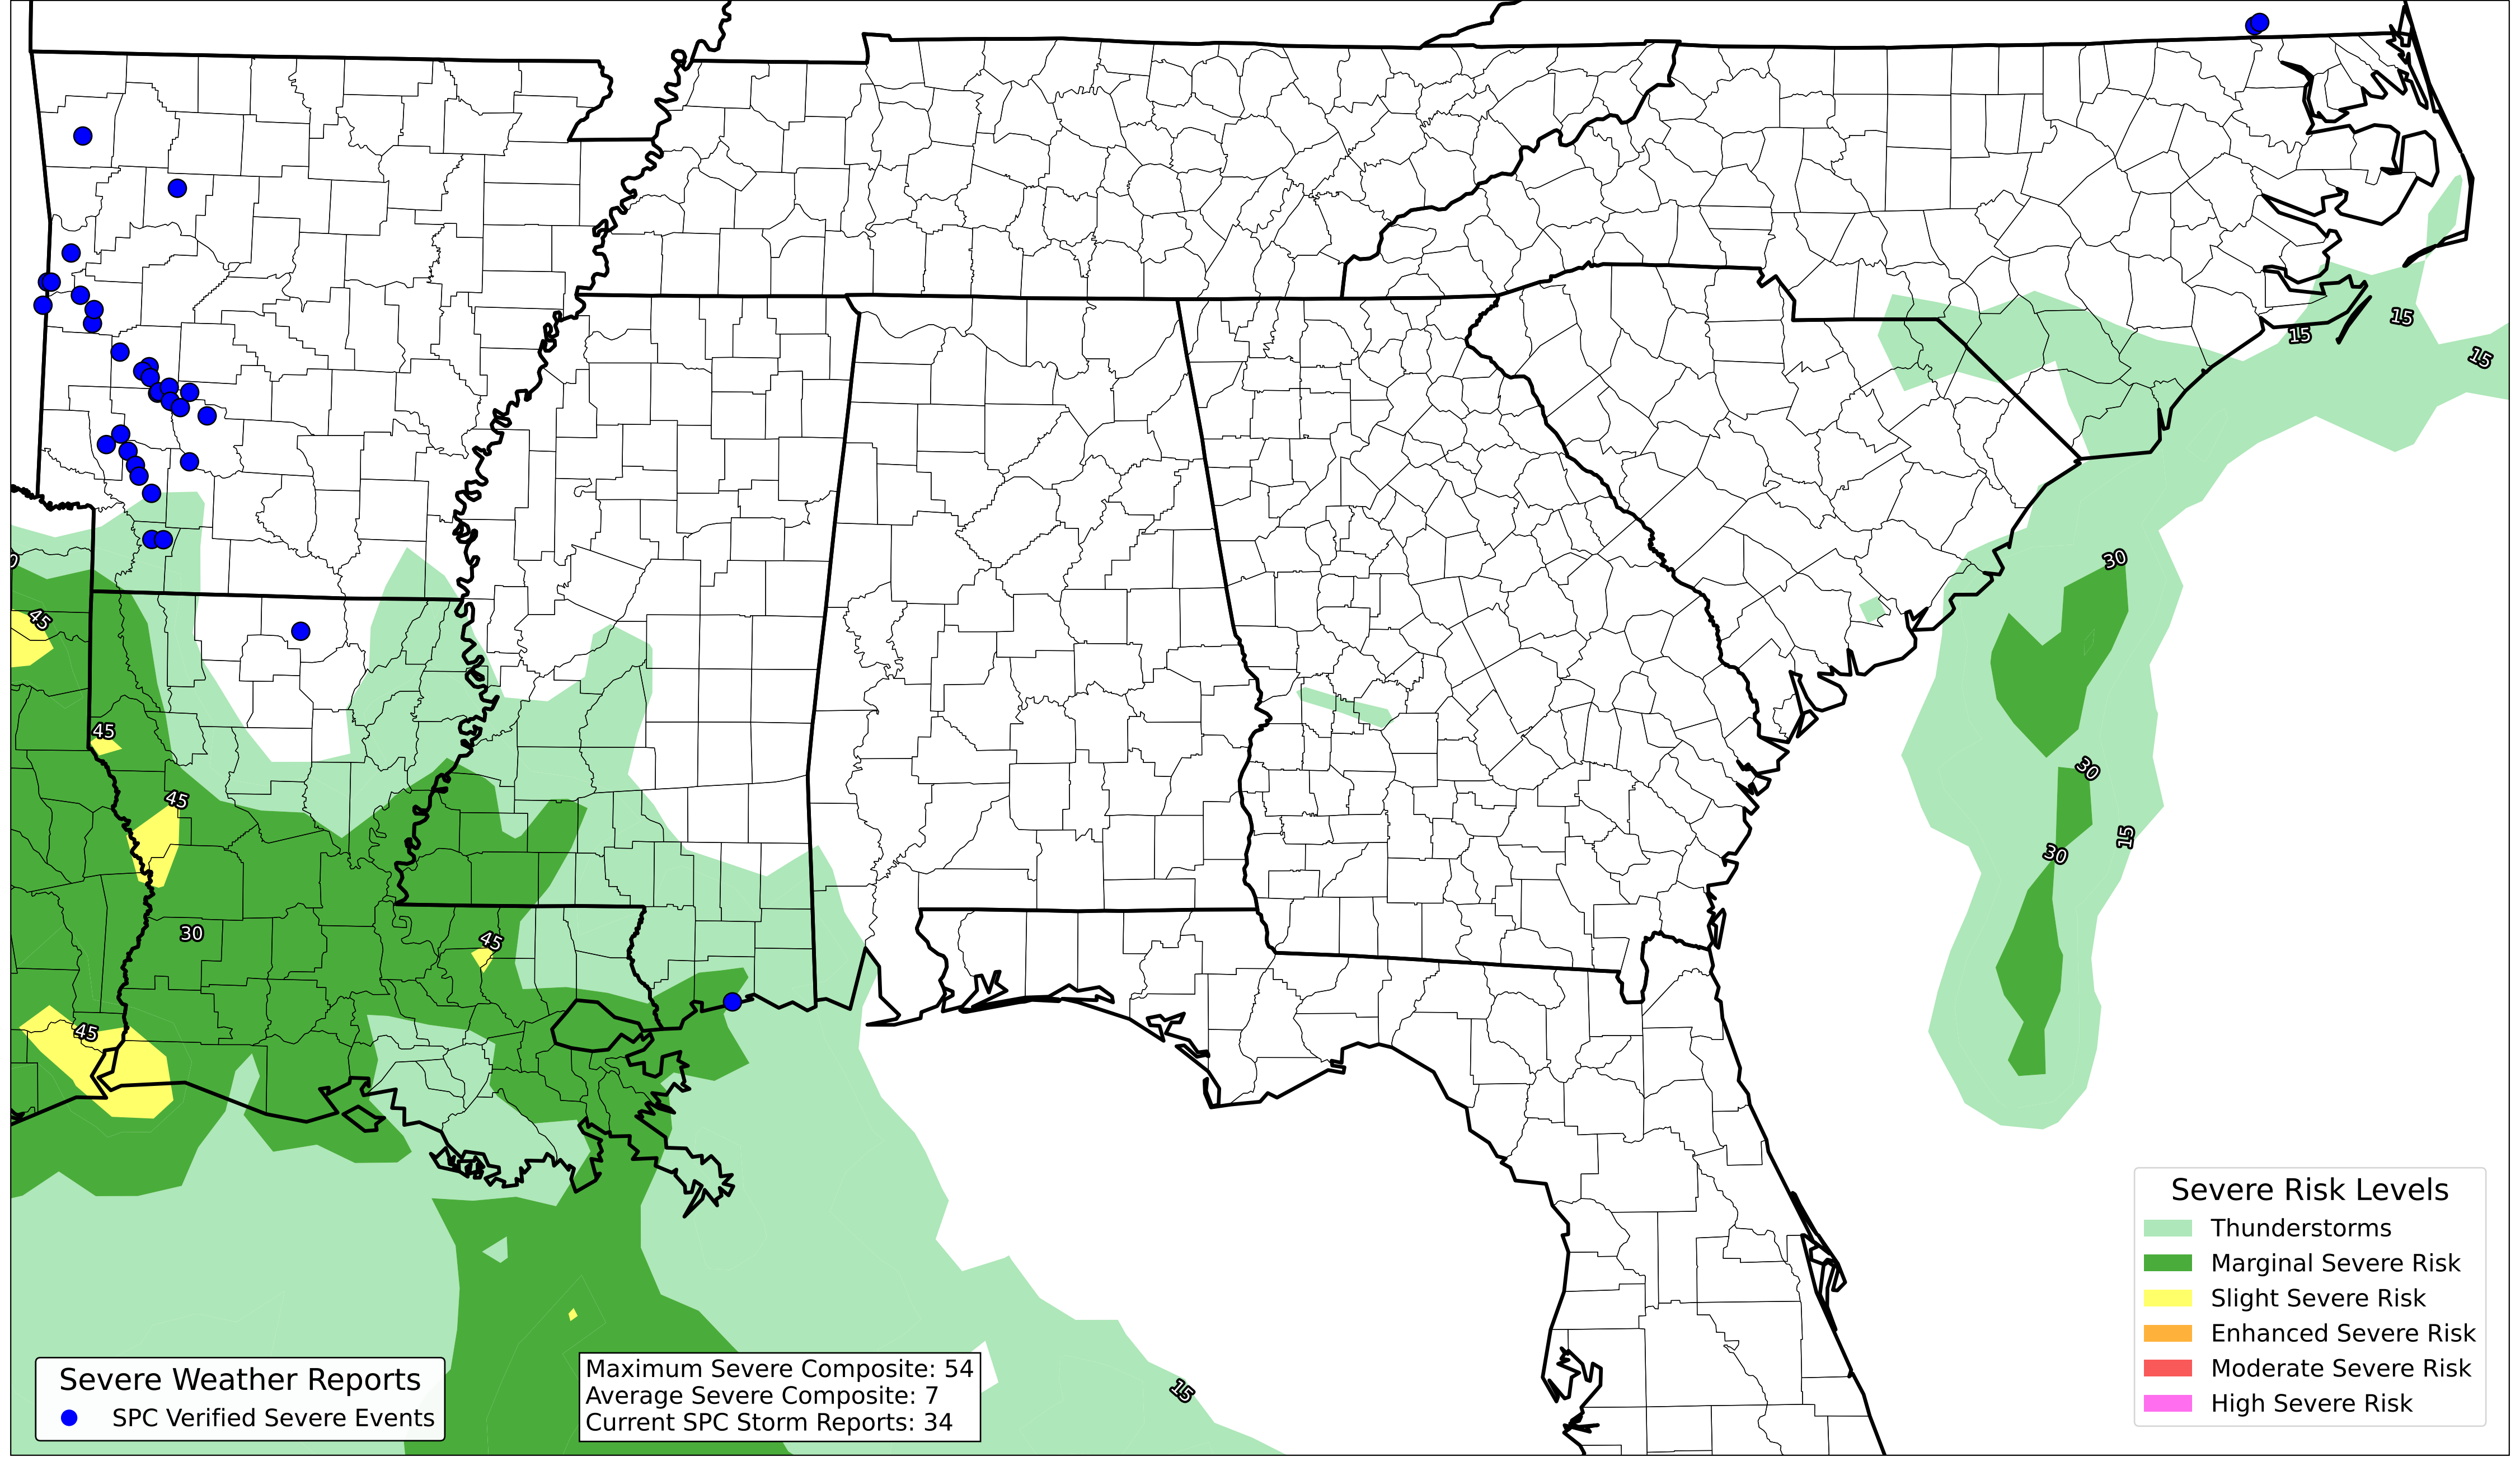 15
15
15
0
30
45
45
30
45
15
30
30
45
45
15
Severe Risk Levels
Thunderstorms
Marginal Severe Risk
Slight Severe Risk
Enhanced Severe Risk
Moderate Severe Risk
High Severe Risk
Severe Weather Reports
SPC Verified Severe Events
Maximum Severe Composite: 54
Average Severe Composite: 7
Current SPC Storm Reports: 34